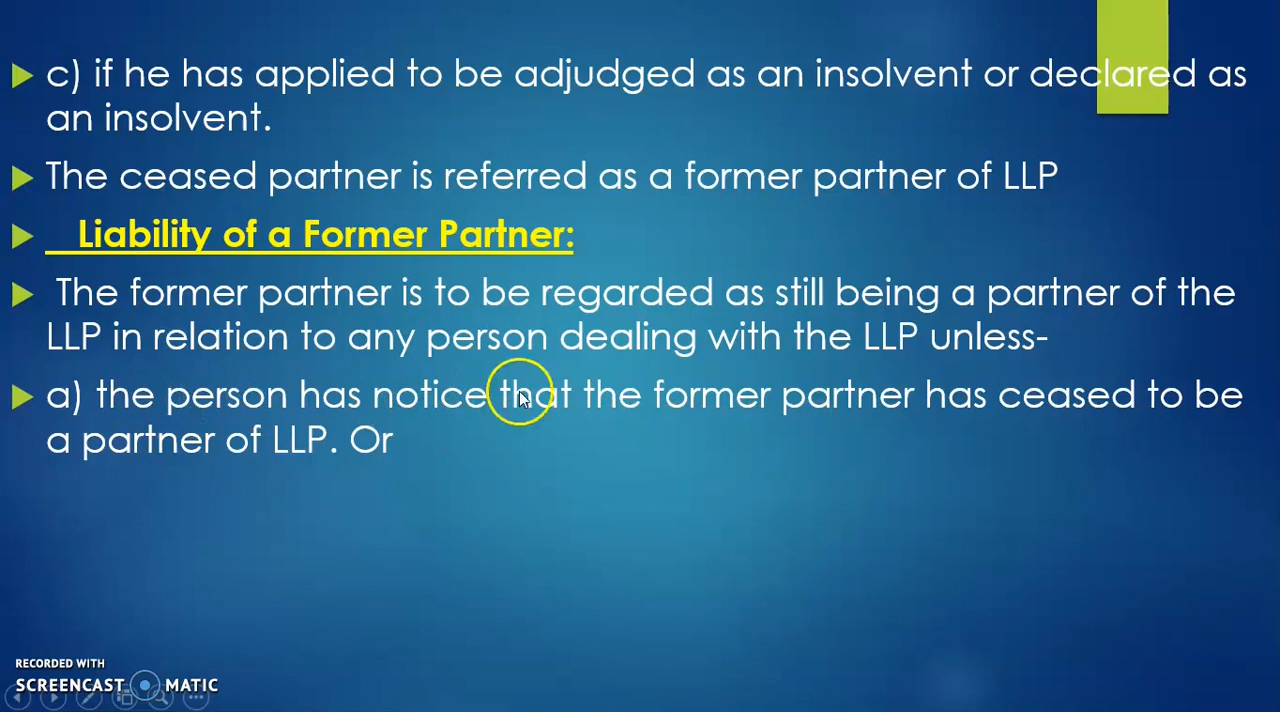 c) if he has applied to be adjudged as an insolvent or declared as
an insolvent.
The ceased partner is referred as a former partner of LLP
Liability of a Former Partner:
The former partner is to be regarded as still being a partner of the
LLP in relation to any person dealing with the LLP unless-
a) the person has notice that the former partner has ceased to be
a partner of LLP. Or
RECORDED WITH
SCREENCAST MATIC